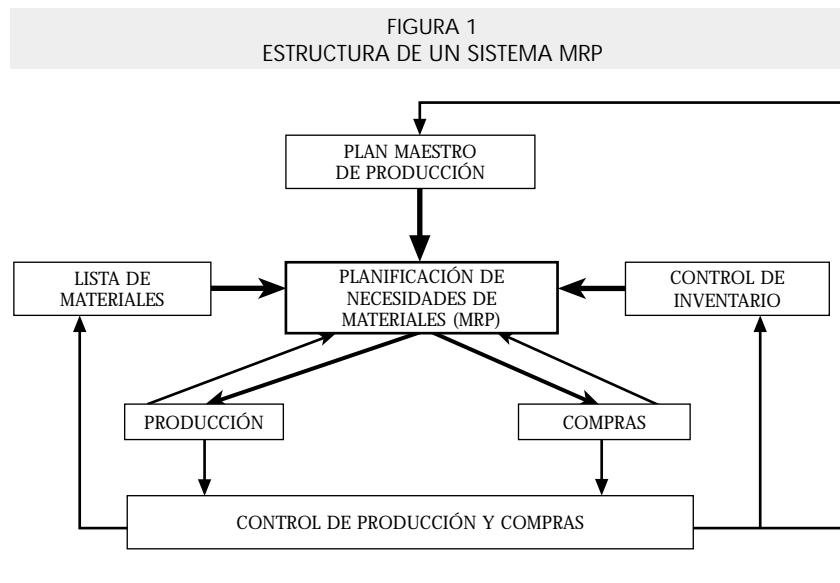 FIGURA 1
ESTRUCTURA DE UN SISTEMA MRP
PLAN MAESTRO
DE PRODUCCIÓN
LISTA DE
MATERIALES
PLANIFICACIÓN DE
NECESIDADES DE
MATERIALES (MRP)
CONTROL DE
INVENTARIO
PRODUCCIÓN
COMPRAS
CONTROL DE PRODUCCIÓN Y COMPRAS